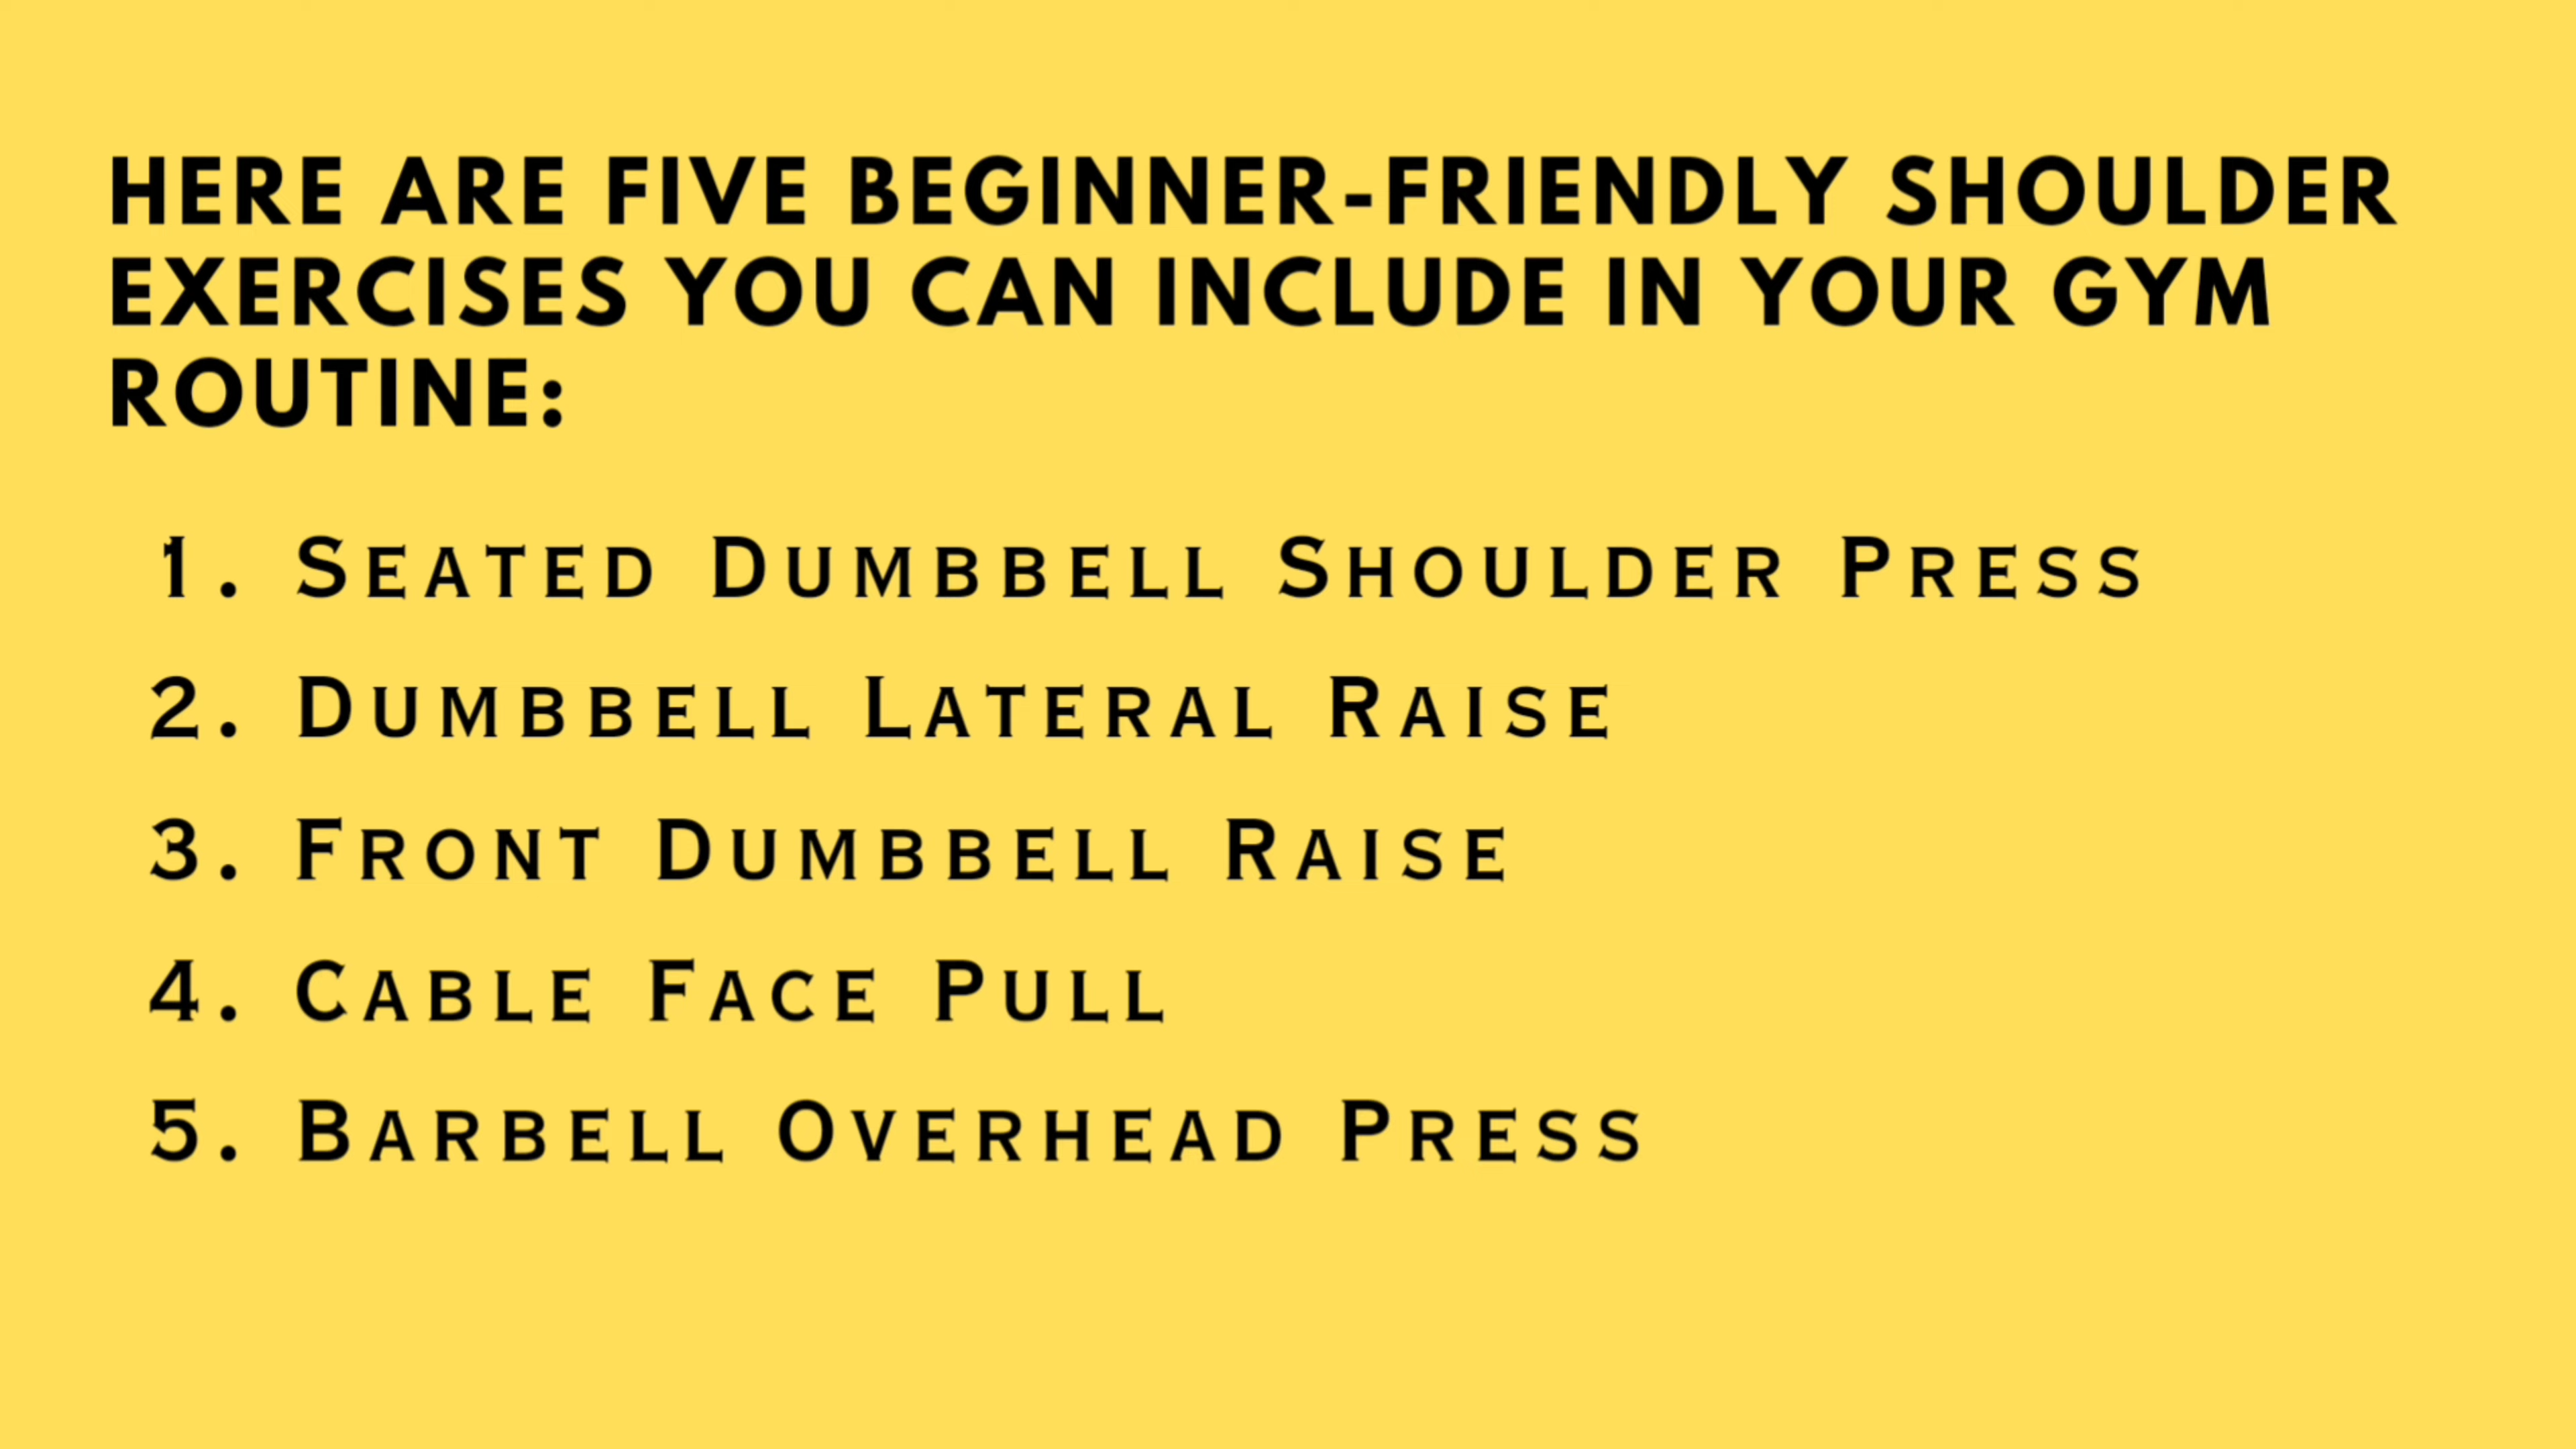 HERE ARE FIVE BEGINNER-FRIENDLY SHOULDER
EXERCISES YOU CAN INCLUDE IN YOUR GYM
ROUTINE:
1. Seated Dumbbell Shoulder Press
2. Dumbbell Lateral Raise
3. Front Dumbbell Raise
4. Cable Face Pull
5. Barbell Overhead Press